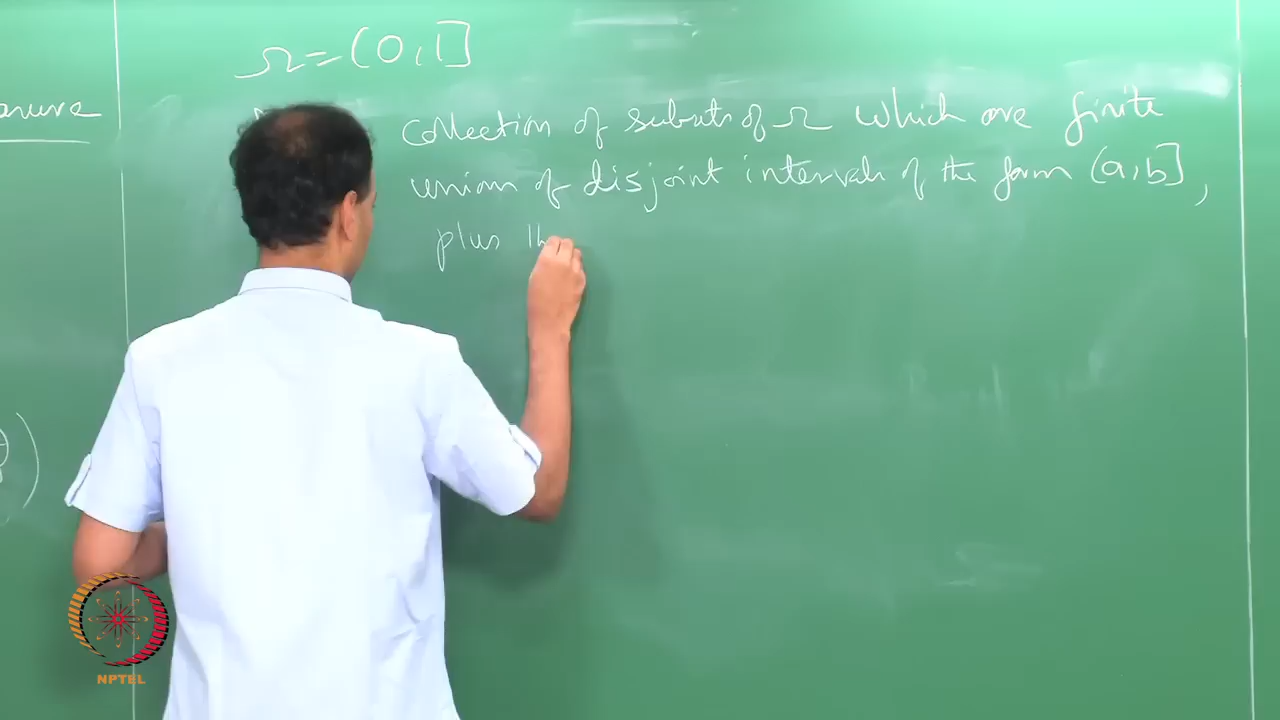 Ω = (0,1]
collection of subsets of Ω which are finite
union of disjoint intervals of the form (a,b],
plus th
NPTEL